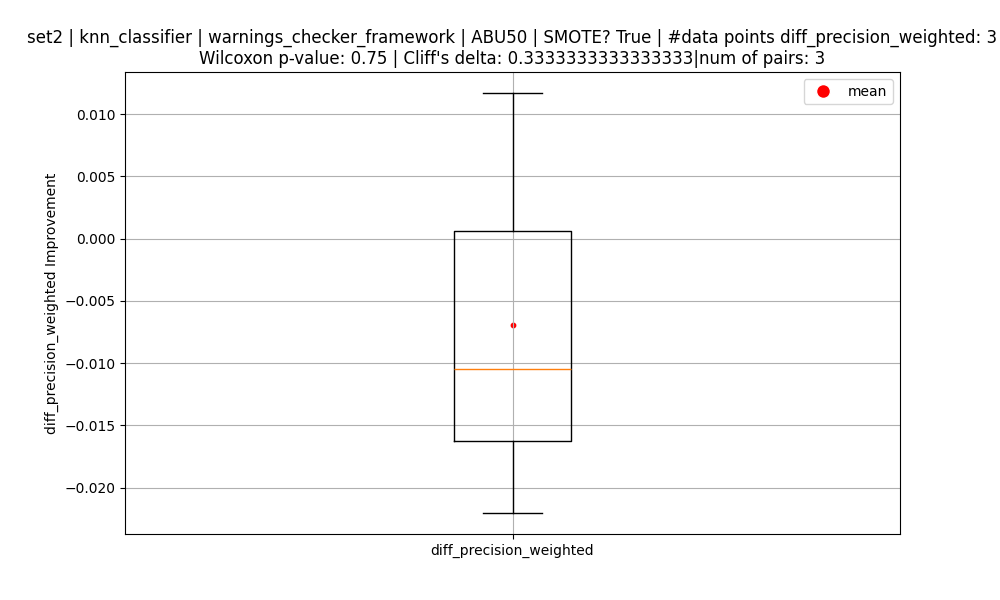 set2 | knn_classifier | warnings_checker_framework | ABU50 | SMOTE? True | #data points diff_precision_weighted: 3
Wilcoxon p-value: 0.75 | Cliff's delta: 0.3333333333333333|num of pairs: 3
mean
0.010
0.005
0.000
−0.005
−0.010
−0.015
−0.020
diff_precision_weighted Improvement
diff_precision_weighted